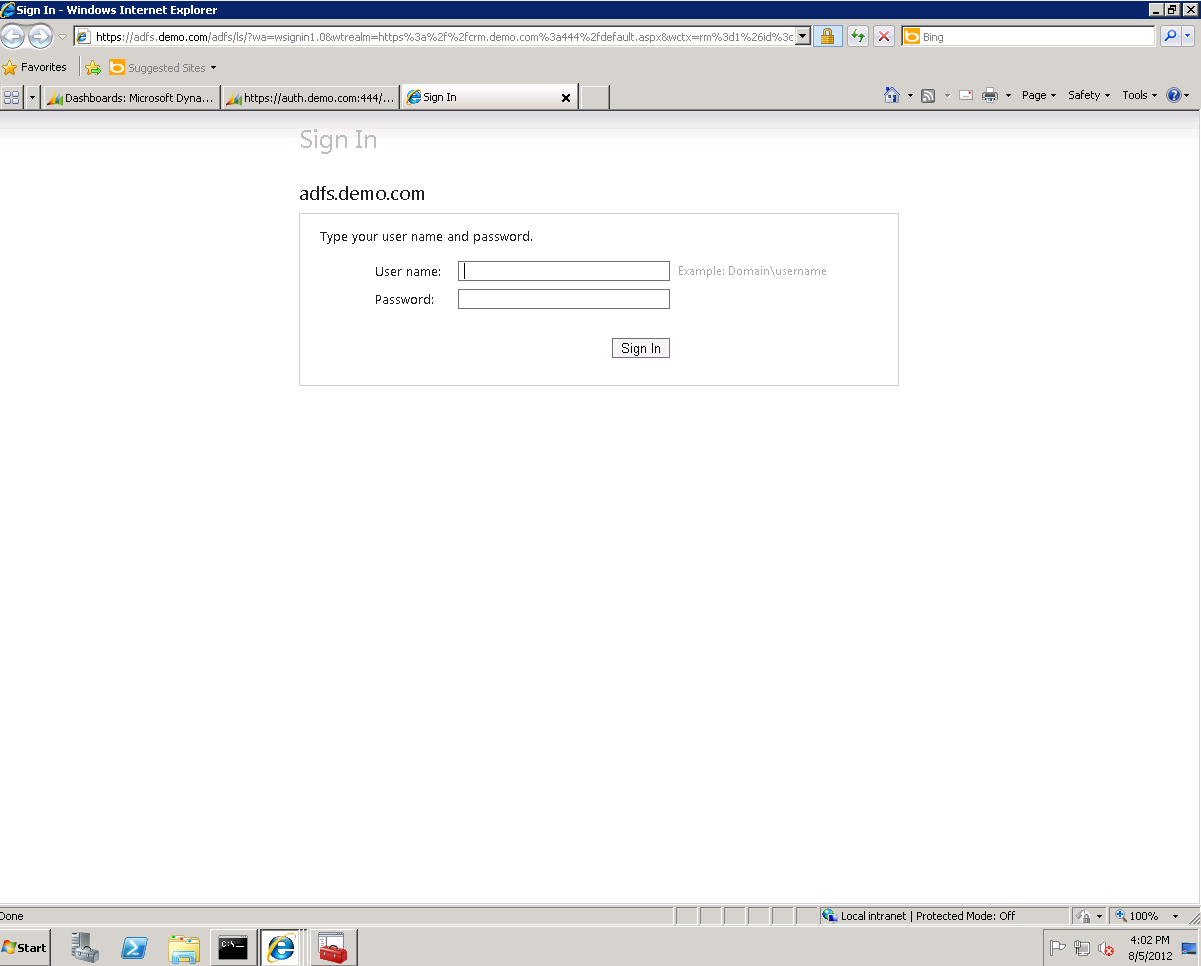 Sign In - Windows Internet Explorer
https://adfs.demo.com/adfs/ls/?wa=wsignin1.0&wtrealm=https%3a%2f%2fcrm.demo.com%3a444%2fdefault.aspx&wctx=rm%3d1%26id%3c
Bing
Favorites
Suggested Sites
Dashboards: Microsoft Dyna...
https://auth.demo.com:444/...
Sign In
Page
Safety
Tools
Sign In
adfs.demo.com
Type your user name and password.
User name:
Example: Domain\username
Password:
Sign In
Done
Local intranet | Protected Mode: Off
100%
Start
C:\_
4:02 PM
8/5/2012